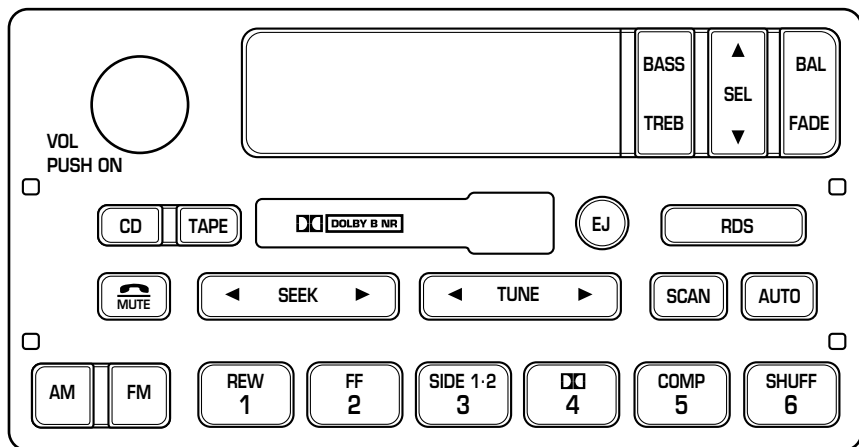 BASS
TREB
▲
SEL
▼
BAL
FADE
VOL
PUSH ON
CD
TAPE
DOLBY B NR
EJ
RDS
MUTE
◄ SEEK ►
◄ TUNE ►
SCAN
AUTO
AM
FM
REW
1
FF
2
SIDE 1·2
3
4
COMP
5
SHUFF
6